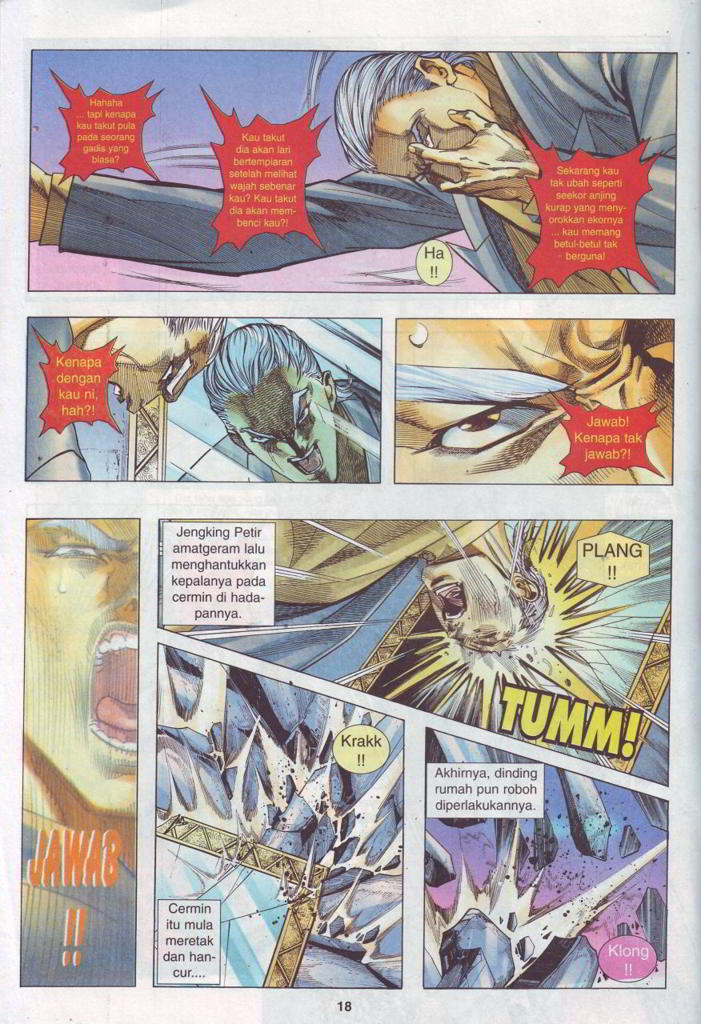 Hahaha
... tapi kenapa
kau takut pula
pada seorang
gadis yang
biasa?
Kau takut
dia akan lari
bertempiaran
setelah melihat
wajah sebenar
kau? Kau takut
dia akan mem-
benci kau?!
Sekarang kau
tak ubah seperti
seekor anjing
kurap yang meny-
orokkan ekornya
... kau memang
betul-betul tak
berguna!
Ha
!!
Kenapa
dengan
kau ni,
hah?!
Jawab!
Kenapa tak
jawab?!
JAWAB
!!
Jengking Petir
amatgeram lalu
menghantukkan
kepalanya pada
cermin di hada-
pannya.
PLANG
!!
TUMM!
Krakk
!!
Cermin
itu mula
meretak
dan han-
cur....
Akhirnya, dinding
rumah pun roboh
diperlakukannya.
Klong
!!
18